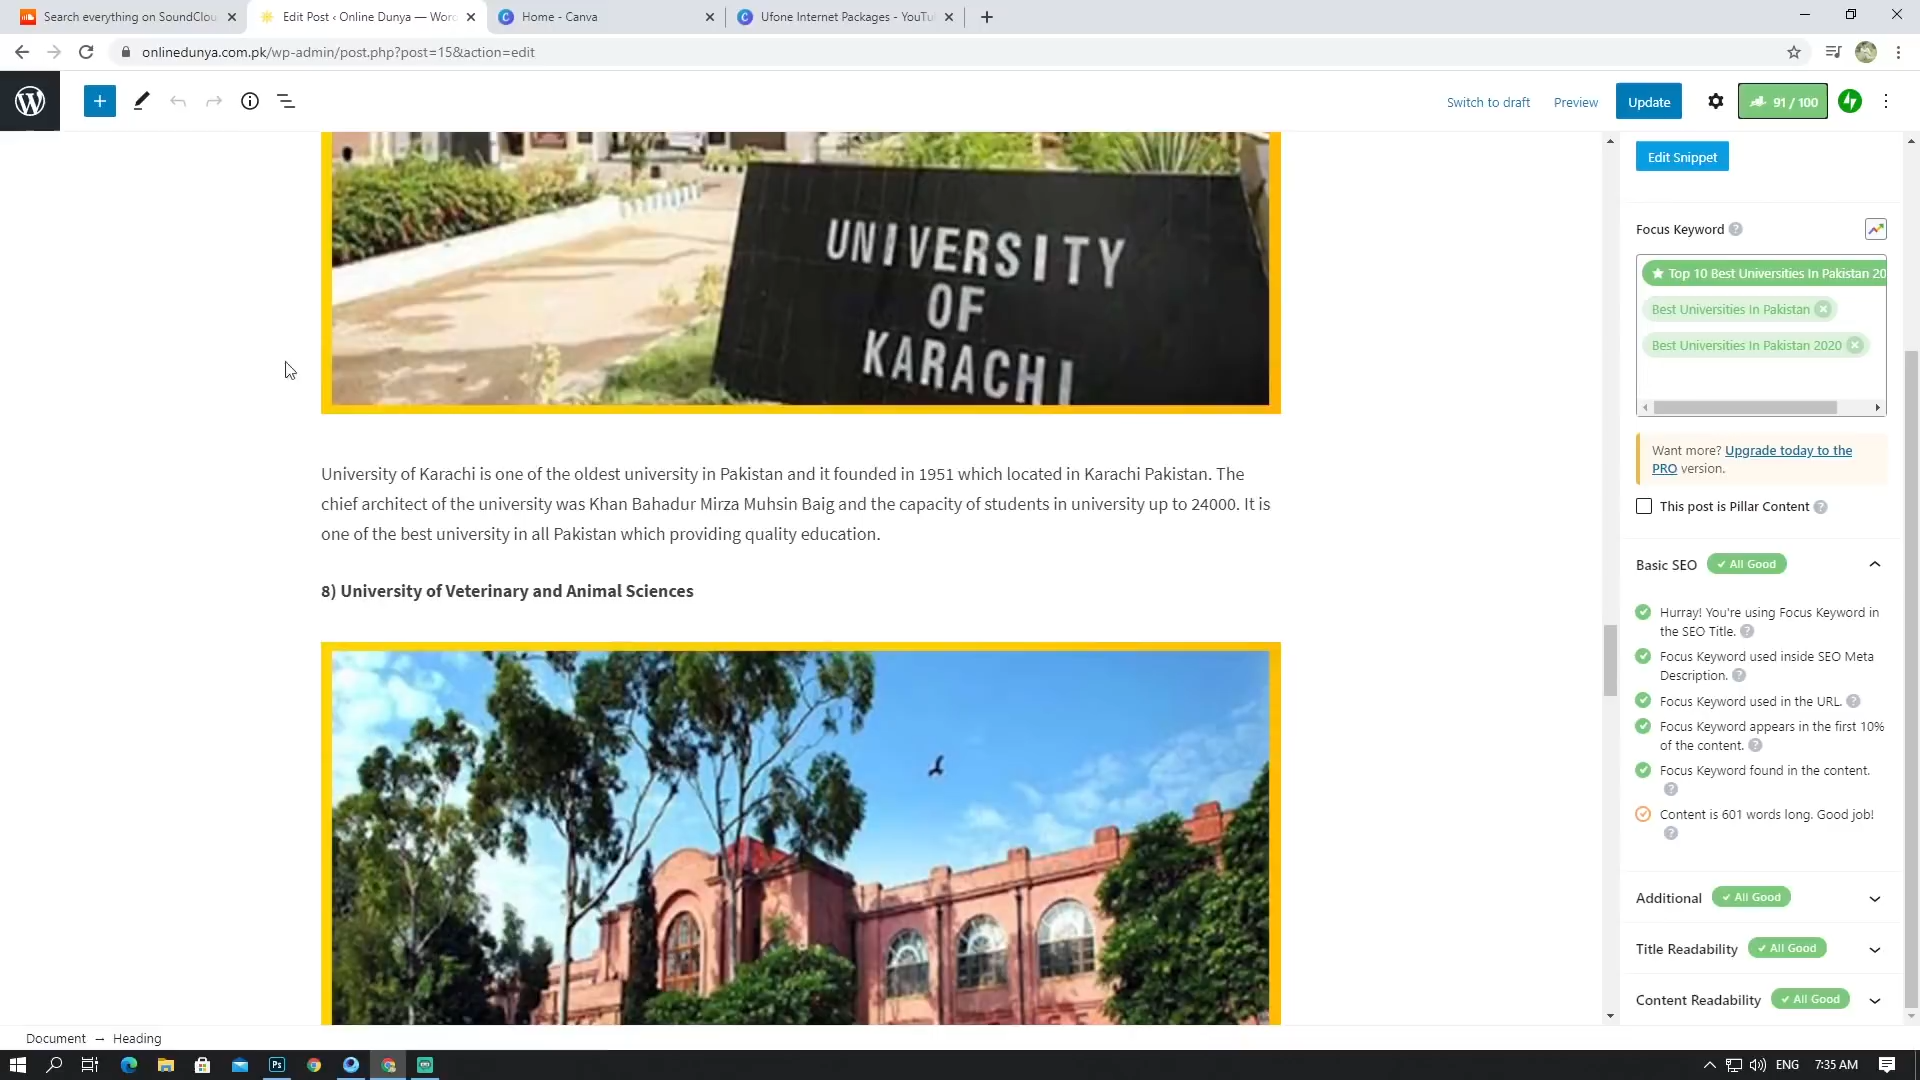 Search everything on SoundClou
Edit Post ‹ Online Dunya — Word
Home - Canva
Ufone Internet Packages - YouTu
onlinedunya.com.pk/wp-admin/post.php?post=15&action=edit
Switch to draft
Preview
Update
91 / 100
UNIVERSITY
OF
KARACHI
University of Karachi is one of the oldest university in Pakistan and it founded in 1951 which located in Karachi Pakistan. The
chief architect of the university was Khan Bahadur Mirza Muhsin Baig and the capacity of students in university up to 24000. It is
one of the best university in all Pakistan which providing quality education.
8) University of Veterinary and Animal Sciences
Edit Snippet
Focus Keyword
Top 10 Best Universities In Pakistan 20
Best Universities In Pakistan
Best Universities In Pakistan 2020
Want more? Upgrade today to the
PRO version.
This post is Pillar Content
Basic SEO
All Good
Hurray! You're using Focus Keyword in
the SEO Title.
Focus Keyword used inside SEO Meta
Description.
Focus Keyword used in the URL.
Focus Keyword appears in the first 10%
of the content.
Focus Keyword found in the content.
Content is 601 words long. Good job!
Additional
All Good
Title Readability
All Good
Content Readability
All Good
Document → Heading
Ps
ENG
7:35 AM